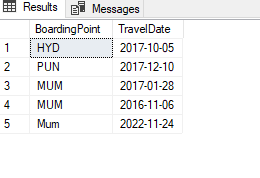 Results Messages
BoardingPoint TravelDate
1 HYD 2017-10-05
2 PUN 2017-12-10
3 MUM 2017-01-28
4 MUM 2016-11-06
5 Mum 2022-11-24